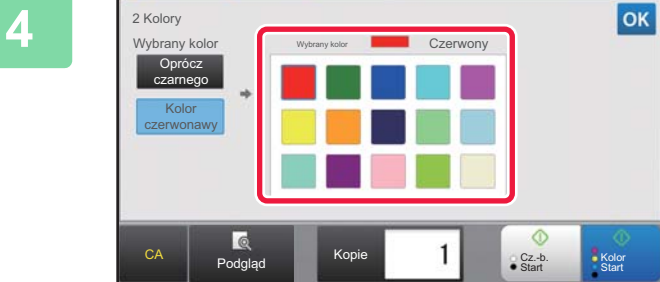 4
2 Kolory
OK
Wybrany kolor
Wybrany kolor
Czerwony
Oprócz
czarnego
Kolor
czerwonawy
CA
Podgląd
Kopie
1
Cz.-b.
Start
Kolor
Start